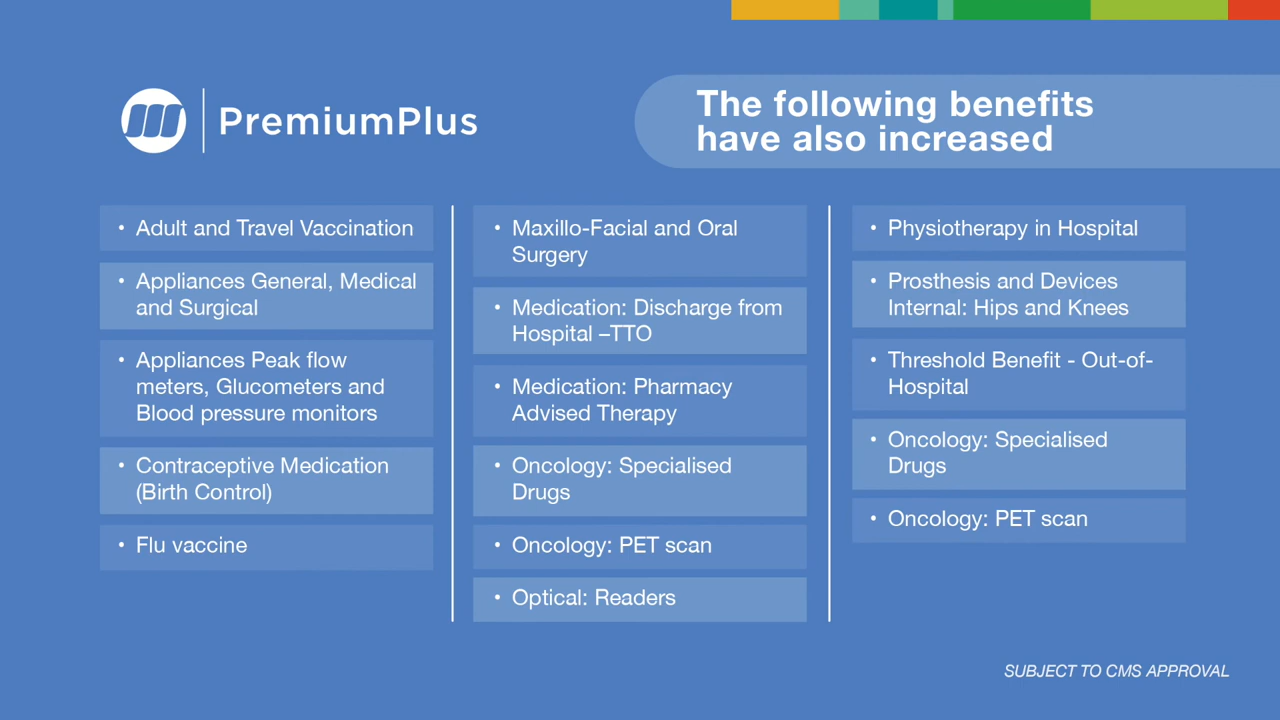 PremiumPlus
The following benefits
have also increased
• Adult and Travel Vaccination
• Appliances General, Medical
and Surgical
• Appliances Peak flow
meters, Glucometers and
Blood pressure monitors
• Contraceptive Medication
(Birth Control)
• Flu vaccine
• Maxillo-Facial and Oral
Surgery
• Medication: Discharge from
Hospital –TTO
• Medication: Pharmacy
Advised Therapy
• Oncology: Specialised
Drugs
• Oncology: PET scan
• Optical: Readers
• Physiotherapy in Hospital
• Prosthesis and Devices
Internal: Hips and Knees
• Threshold Benefit - Out-of-
Hospital
• Oncology: Specialised
Drugs
• Oncology: PET scan
SUBJECT TO CMS APPROVAL